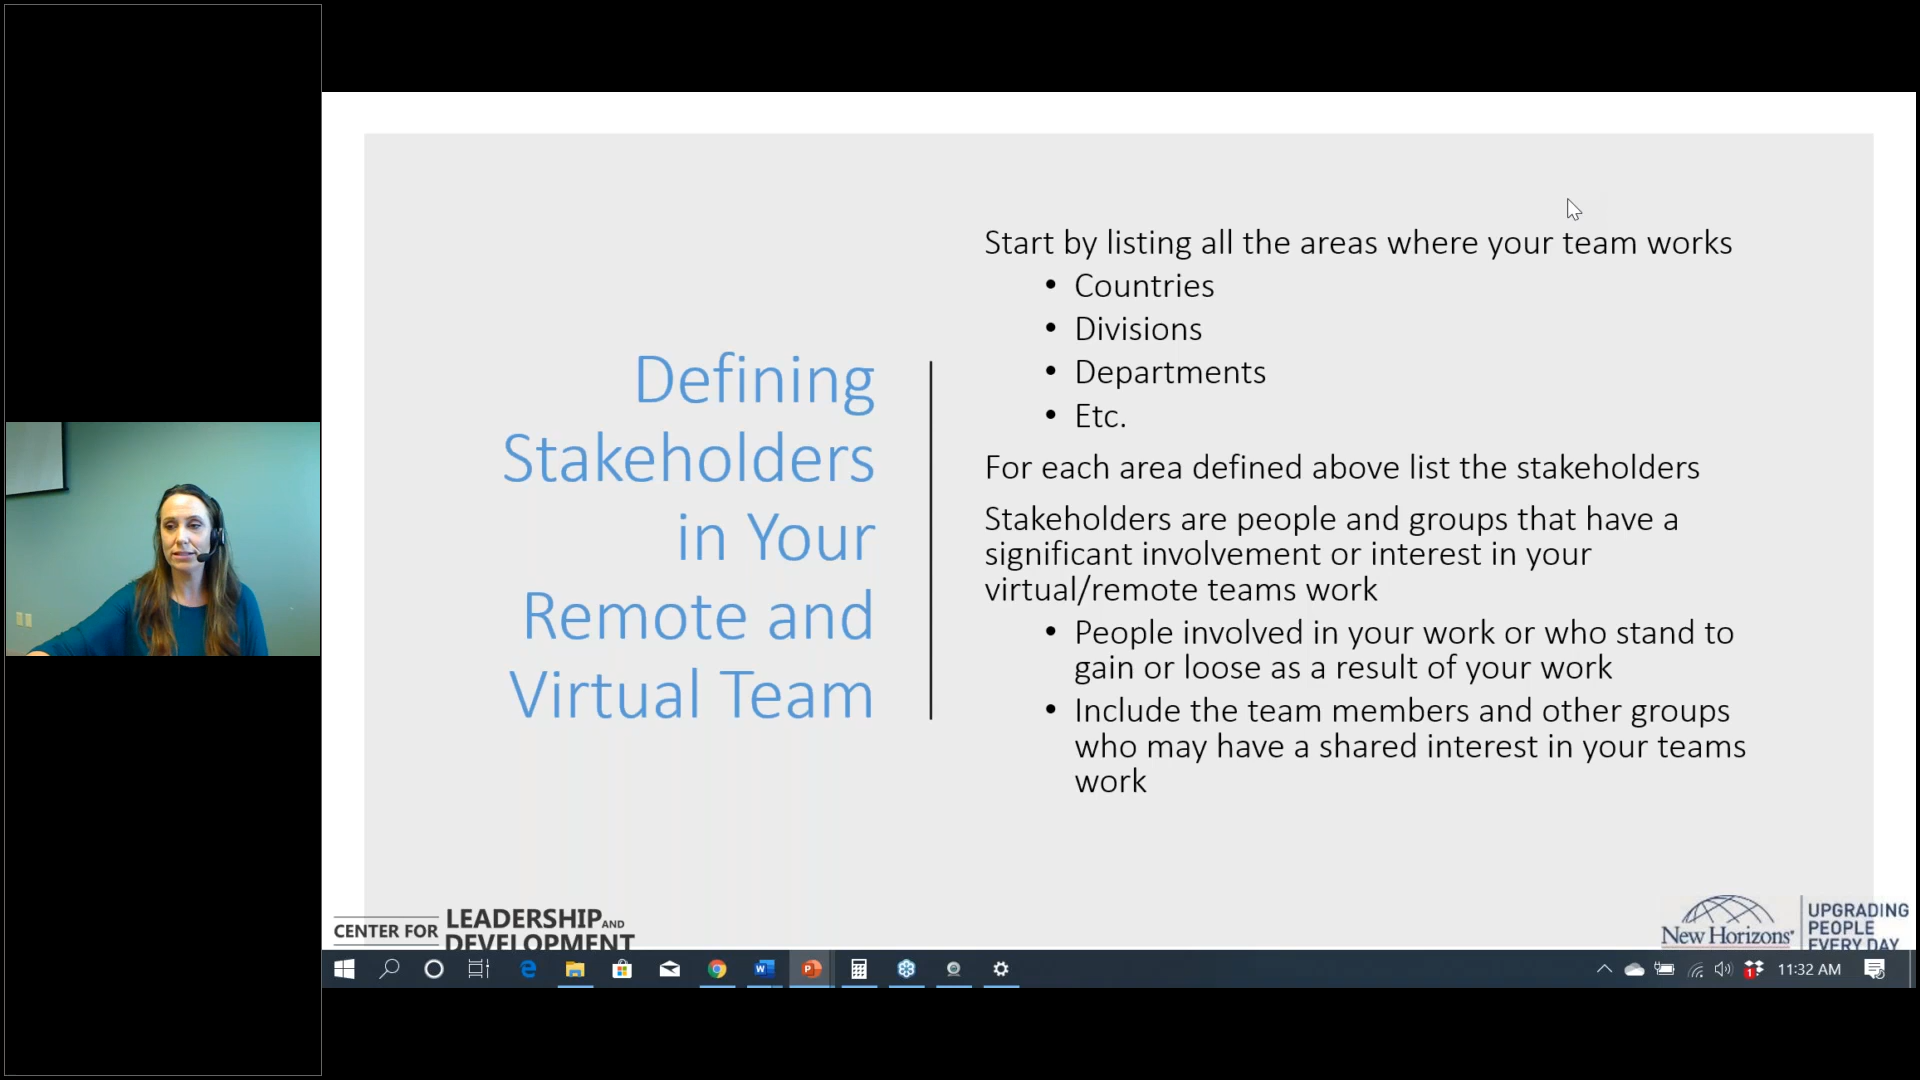 Defining
Stakeholders
in Your
Remote and
Virtual Team
Start by listing all the areas where your team works
• Countries
• Divisions
• Departments
• Etc.
For each area defined above list the stakeholders
Stakeholders are people and groups that have a
significant involvement or interest in your
virtual/remote teams work
• People involved in your work or who stand to
gain or loose as a result of your work
• Include the team members and other groups
who may have a shared interest in your teams
work
CENTER FOR LEADERSHIP AND
DEVELOPMENT
New Horizons®
UPGRADING
PEOPLE
EVERY DAY
11:32 AM